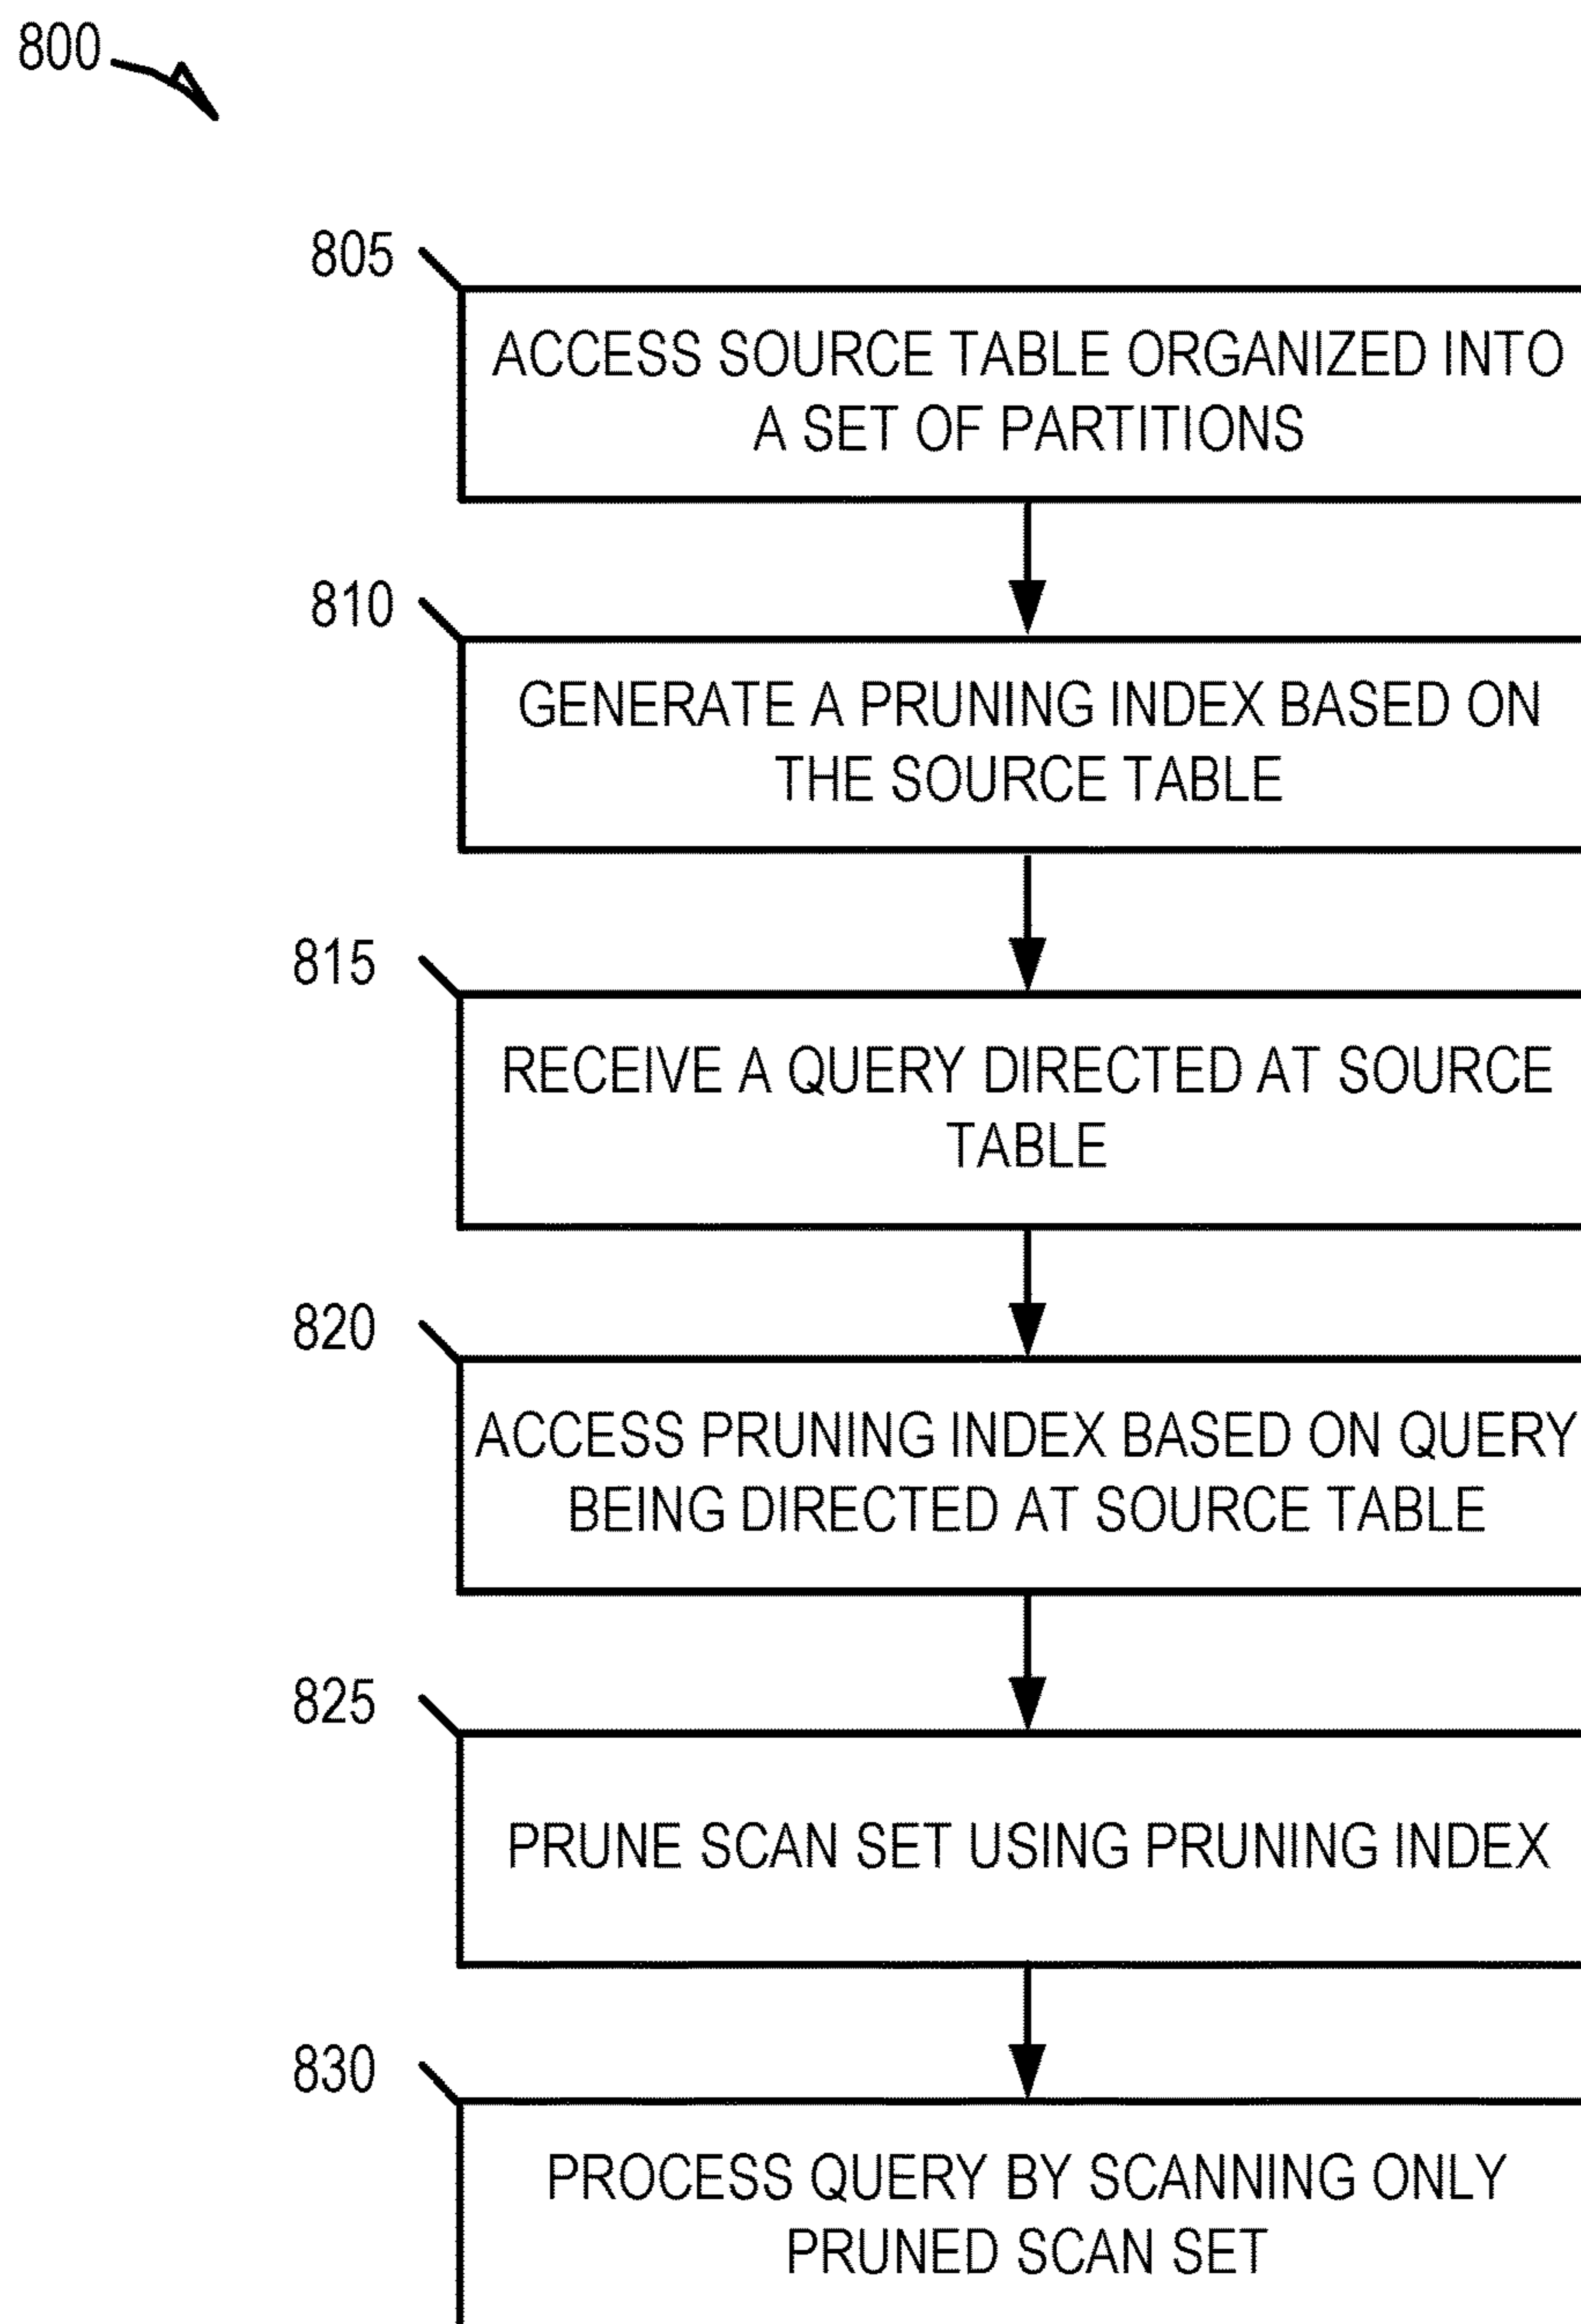 800
805
ACCESS SOURCE TABLE ORGANIZED INTO
A SET OF PARTITIONS
810
GENERATE A PRUNING INDEX BASED ON
THE SOURCE TABLE
815
RECEIVE A QUERY DIRECTED AT SOURCE
TABLE
820
ACCESS PRUNING INDEX BASED ON QUERY
BEING DIRECTED AT SOURCE TABLE
825
PRUNE SCAN SET USING PRUNING INDEX
830
PROCESS QUERY BY SCANNING ONLY
PRUNED SCAN SET